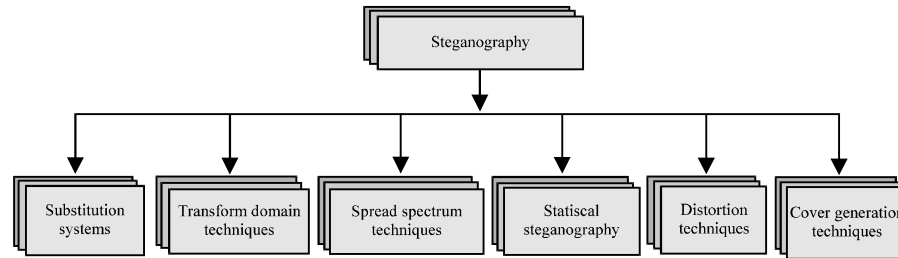 Steganography
Substitution
systems
Transform domain
techniques
Spread spectrum
techniques
Statiscal
steganography
Distortion
techniques
Cover generation
techniques